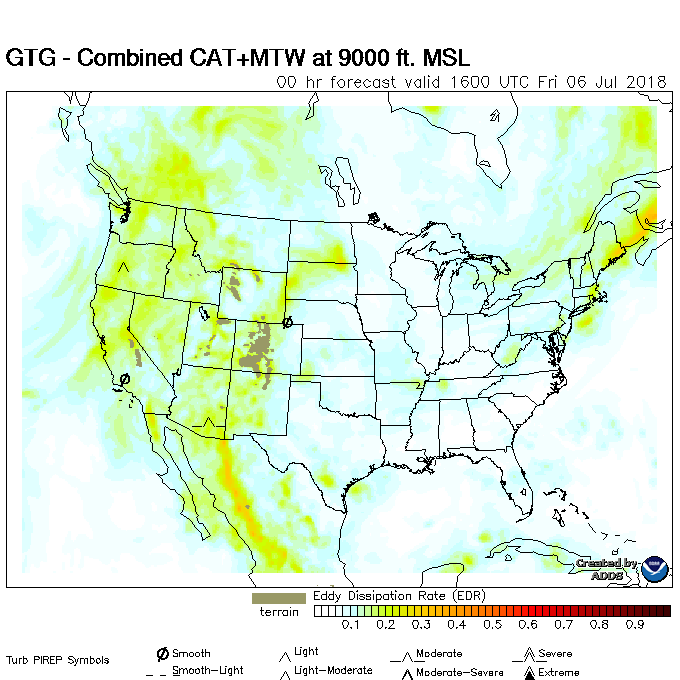 GTG - Combined CAT+MTW at 9000 ft. MSL
00 hr forecast valid 1600 UTC Fri 06 Jul 2018
Created by
ADDS
Eddy Dissipation Rate (EDR)
terrain
0.1 0.2 0.3 0.4 0.5 0.6 0.7 0.8 0.9
Turb PIREP Symbols
Smooth Light Moderate Severe
Smooth-Light Light-Moderate Moderate-Severe Extreme